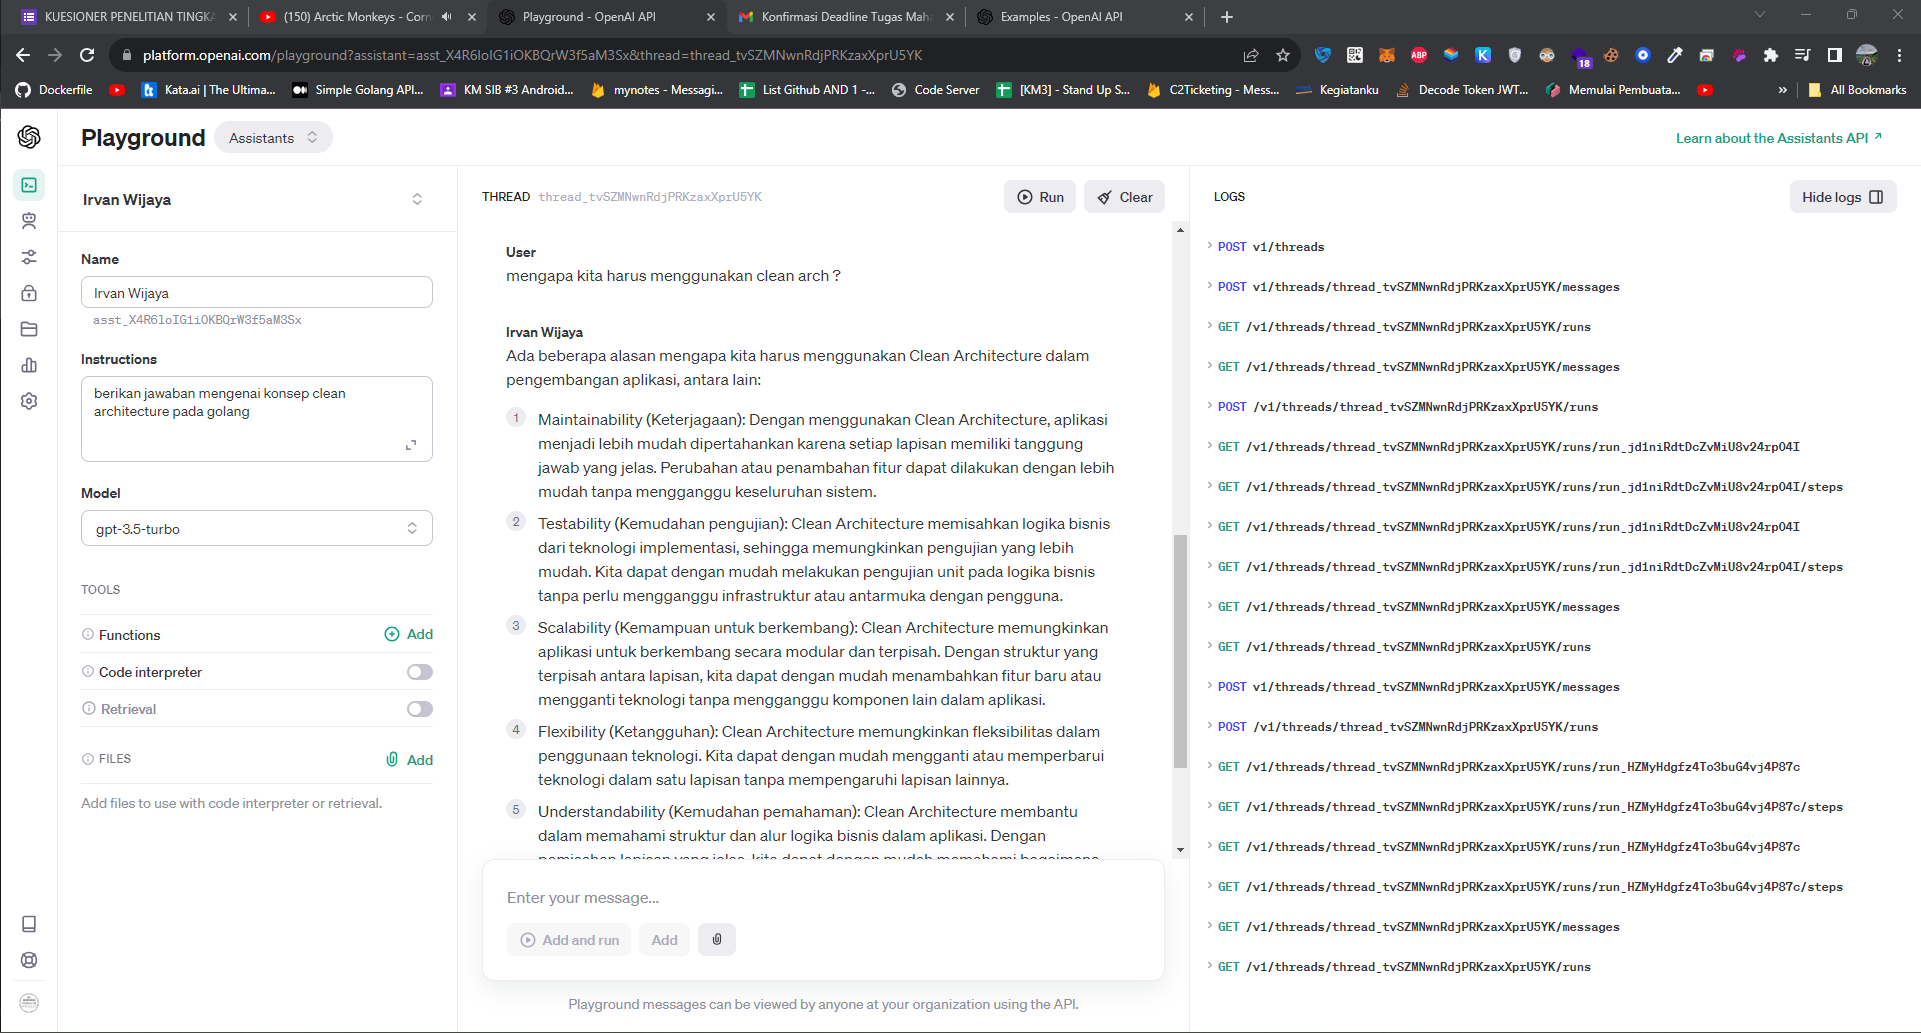 KUESIONER PENELITIAN TINGKA
(150) Arctic Monkeys - Corn
Playground - OpenAI API
Konfirmasi Deadline Tugas Maha
Examples - OpenAI API
platform.openai.com/playground?assistant=asst_X4R6loIG1iOKBQrW3f5aM3Sx&thread=thread_tvSZMNwnRdjPRKzaxXprU5YK
ABP
18
Dockerfile
Kata.ai | The Ultima...
Simple Golang API...
KM SIB #3 Android...
mynotes - Messagi...
List Github AND 1 -...
Code Server
[KM3] - Stand Up S...
C2Ticketing - Mess...
Kegiatanku
Decode Token JWT...
Memulai Pembuata...
»
All Bookmarks
Playground
Assistants
Learn about the Assistants API ↗
Irvan Wijaya
Name
Irvan Wijaya
asst_X4R6loIG1iOKBQrW3f5aM3Sx
Instructions
berikan jawaban mengenai konsep clean
architecture pada golang
Model
gpt-3.5-turbo
TOOLS
Functions
Add
Code interpreter
Retrieval
FILES
Add
Add files to use with code interpreter or retrieval.
THREAD thread_tvSZMNwnRdjPRKzaxXprU5YK
Run
Clear
User
mengapa kita harus menggunakan clean arch ?
Irvan Wijaya
Ada beberapa alasan mengapa kita harus menggunakan Clean Architecture dalam
pengembangan aplikasi, antara lain:
1 Maintainability (Keterjagaan): Dengan menggunakan Clean Architecture, aplikasi
menjadi lebih mudah dipertahankan karena setiap lapisan memiliki tanggung
jawab yang jelas. Perubahan atau penambahan fitur dapat dilakukan dengan lebih
mudah tanpa mengganggu keseluruhan sistem.
2 Testability (Kemudahan pengujian): Clean Architecture memisahkan logika bisnis
dari teknologi implementasi, sehingga memungkinkan pengujian yang lebih
mudah. Kita dapat dengan mudah melakukan pengujian unit pada logika bisnis
tanpa perlu mengganggu infrastruktur atau antarmuka dengan pengguna.
3 Scalability (Kemampuan untuk berkembang): Clean Architecture memungkinkan
aplikasi untuk berkembang secara modular dan terpisah. Dengan struktur yang
terpisah antara lapisan, kita dapat dengan mudah menambahkan fitur baru atau
mengganti teknologi tanpa mengganggu komponen lain dalam aplikasi.
4 Flexibility (Ketangguhan): Clean Architecture memungkinkan fleksibilitas dalam
penggunaan teknologi. Kita dapat dengan mudah mengganti atau memperbarui
teknologi dalam satu lapisan tanpa mempengaruhi lapisan lainnya.
5 Understandability (Kemudahan pemahaman): Clean Architecture membantu
dalam memahami struktur dan alur logika bisnis dalam aplikasi. Dengan
pemisahan lapisan yang jelas, kita dapat dengan mudah memahami bagaimana
Enter your message...
Add and run
Add
Playground messages can be viewed by anyone at your organization using the API.
LOGS
Hide logs
POST v1/threads
POST v1/threads/thread_tvSZMNwnRdjPRKzaxXprU5YK/messages
GET /v1/threads/thread_tvSZMNwnRdjPRKzaxXprU5YK/runs
GET /v1/threads/thread_tvSZMNwnRdjPRKzaxXprU5YK/messages
POST /v1/threads/thread_tvSZMNwnRdjPRKzaxXprU5YK/runs
GET /v1/threads/thread_tvSZMNwnRdjPRKzaxXprU5YK/runs/run_jd1niRdtDcZvMiU8v24rpO4I
GET /v1/threads/thread_tvSZMNwnRdjPRKzaxXprU5YK/runs/run_jd1niRdtDcZvMiU8v24rpO4I/steps
GET /v1/threads/thread_tvSZMNwnRdjPRKzaxXprU5YK/runs/run_jd1niRdtDcZvMiU8v24rpO4I
GET /v1/threads/thread_tvSZMNwnRdjPRKzaxXprU5YK/runs/run_jd1niRdtDcZvMiU8v24rpO4I/steps
GET /v1/threads/thread_tvSZMNwnRdjPRKzaxXprU5YK/messages
GET /v1/threads/thread_tvSZMNwnRdjPRKzaxXprU5YK/runs
POST v1/threads/thread_tvSZMNwnRdjPRKzaxXprU5YK/messages
POST /v1/threads/thread_tvSZMNwnRdjPRKzaxXprU5YK/runs
GET /v1/threads/thread_tvSZMNwnRdjPRKzaxXprU5YK/runs/run_HZMyHdgfz4To3buG4vj4P87c
GET /v1/threads/thread_tvSZMNwnRdjPRKzaxXprU5YK/runs/run_HZMyHdgfz4To3buG4vj4P87c/steps
GET /v1/threads/thread_tvSZMNwnRdjPRKzaxXprU5YK/runs/run_HZMyHdgfz4To3buG4vj4P87c
GET /v1/threads/thread_tvSZMNwnRdjPRKzaxXprU5YK/runs/run_HZMyHdgfz4To3buG4vj4P87c/steps
GET /v1/threads/thread_tvSZMNwnRdjPRKzaxXprU5YK/messages
GET /v1/threads/thread_tvSZMNwnRdjPRKzaxXprU5YK/runs